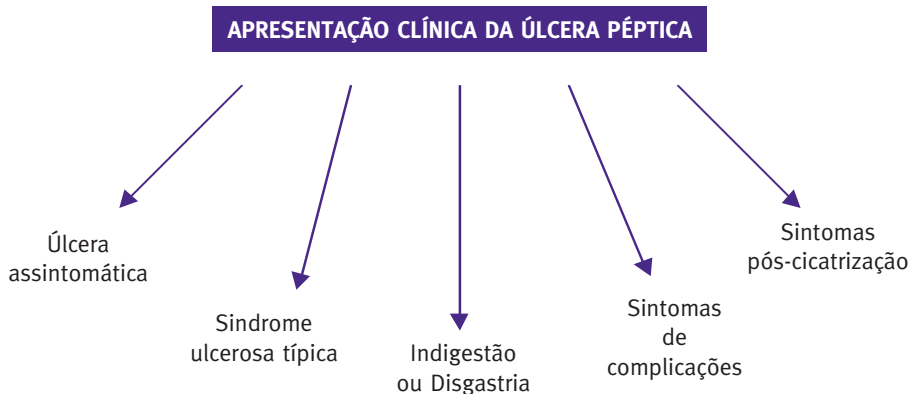 APRESENTAÇÃO CLÍNICA DA ÚLCERA PÉPTICA
Úlcera
assintomática
Sindrome
ulcerosa típica
Indigestão
ou Disgastria
Sintomas
de
complicações
Sintomas
pós-cicatrização